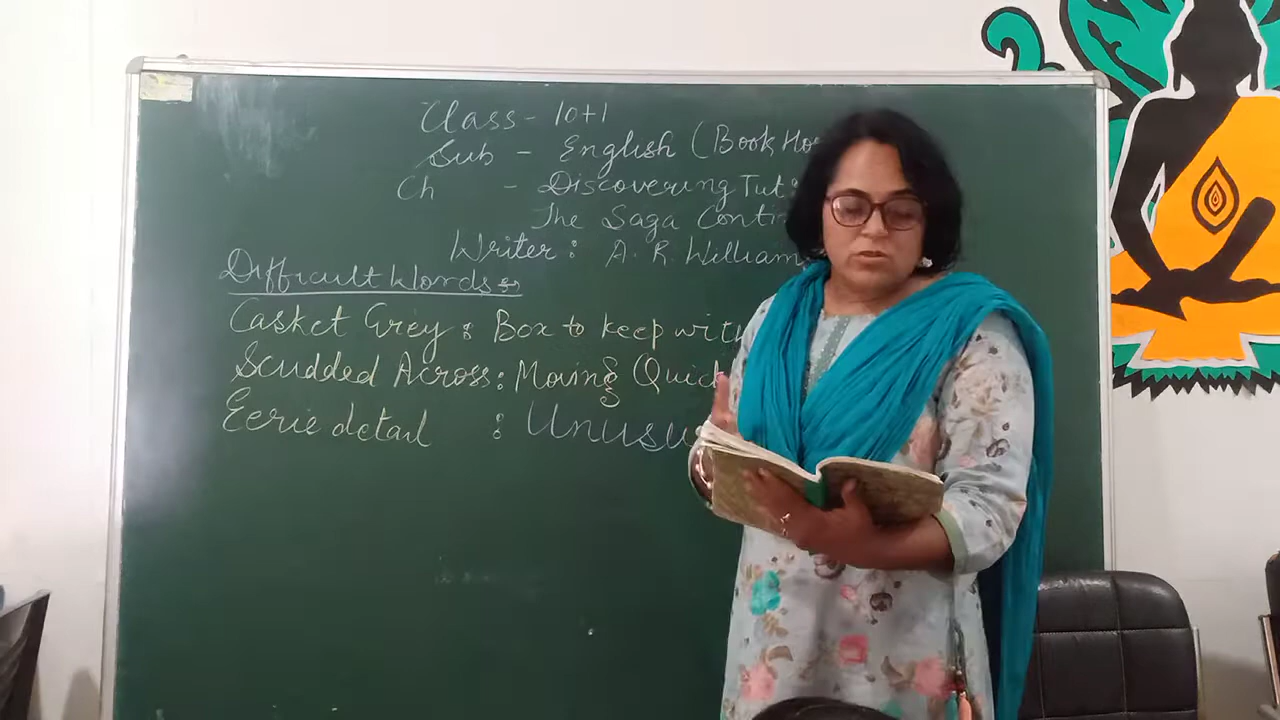 Class - 10+1
Sub - English (Book Ho
Ch - Discovering Tut :
The Saga Conti
Writer : A. R. William
Difficult Words :→
Casket Grey : Box to keep with
Scudded Across : Moving Quick
Eerie detail : Unusu